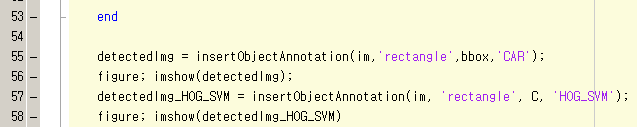 53 – end
54
55 – detectedImg = insertObjectAnnotation(im,'rectangle',bbox,'CAR');
56 – figure; imshow(detectedImg);
57 – detectedImg_HOG_SVM = insertObjectAnnotation(im, 'rectangle', C, 'HOG_SVM');
58 – figure; imshow(detectedImg_HOG_SVM)